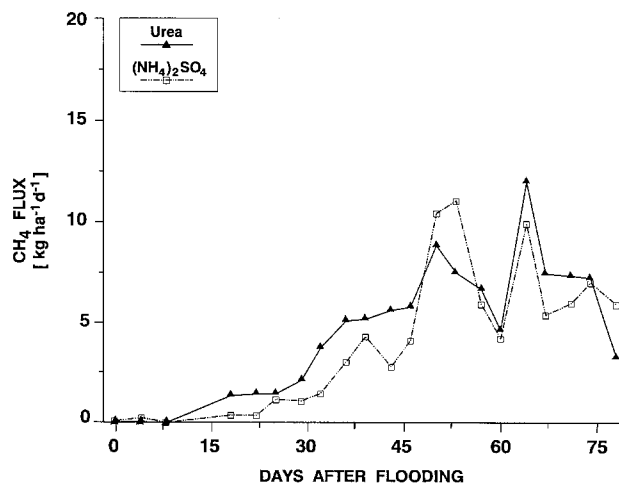 20
15
10
5
0
Urea
(NH₄)₂SO₄
CH₄ FLUX
[ kg ha⁻¹d⁻¹]
0 15 30 45 60 75
DAYS AFTER FLOODING